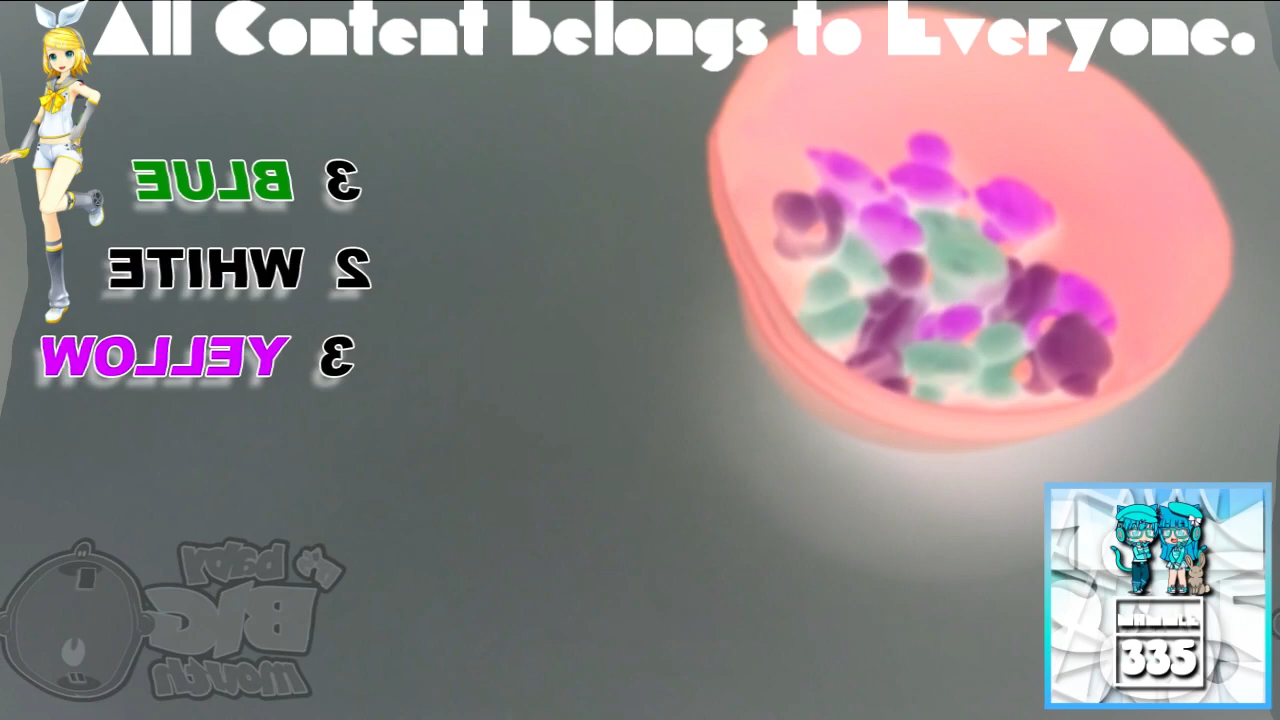 All Content belongs to Everyone.
3 BLUE
2 WHITE
3 YELLOW
baby
BIG
mouth
335